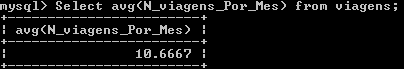 mysql> Select avg(N_viagens_Por_Mes) from viagens;
+----------------------+
| avg(N_viagens_Por_Mes) |
+----------------------+
| 10.6667 |
+----------------------+